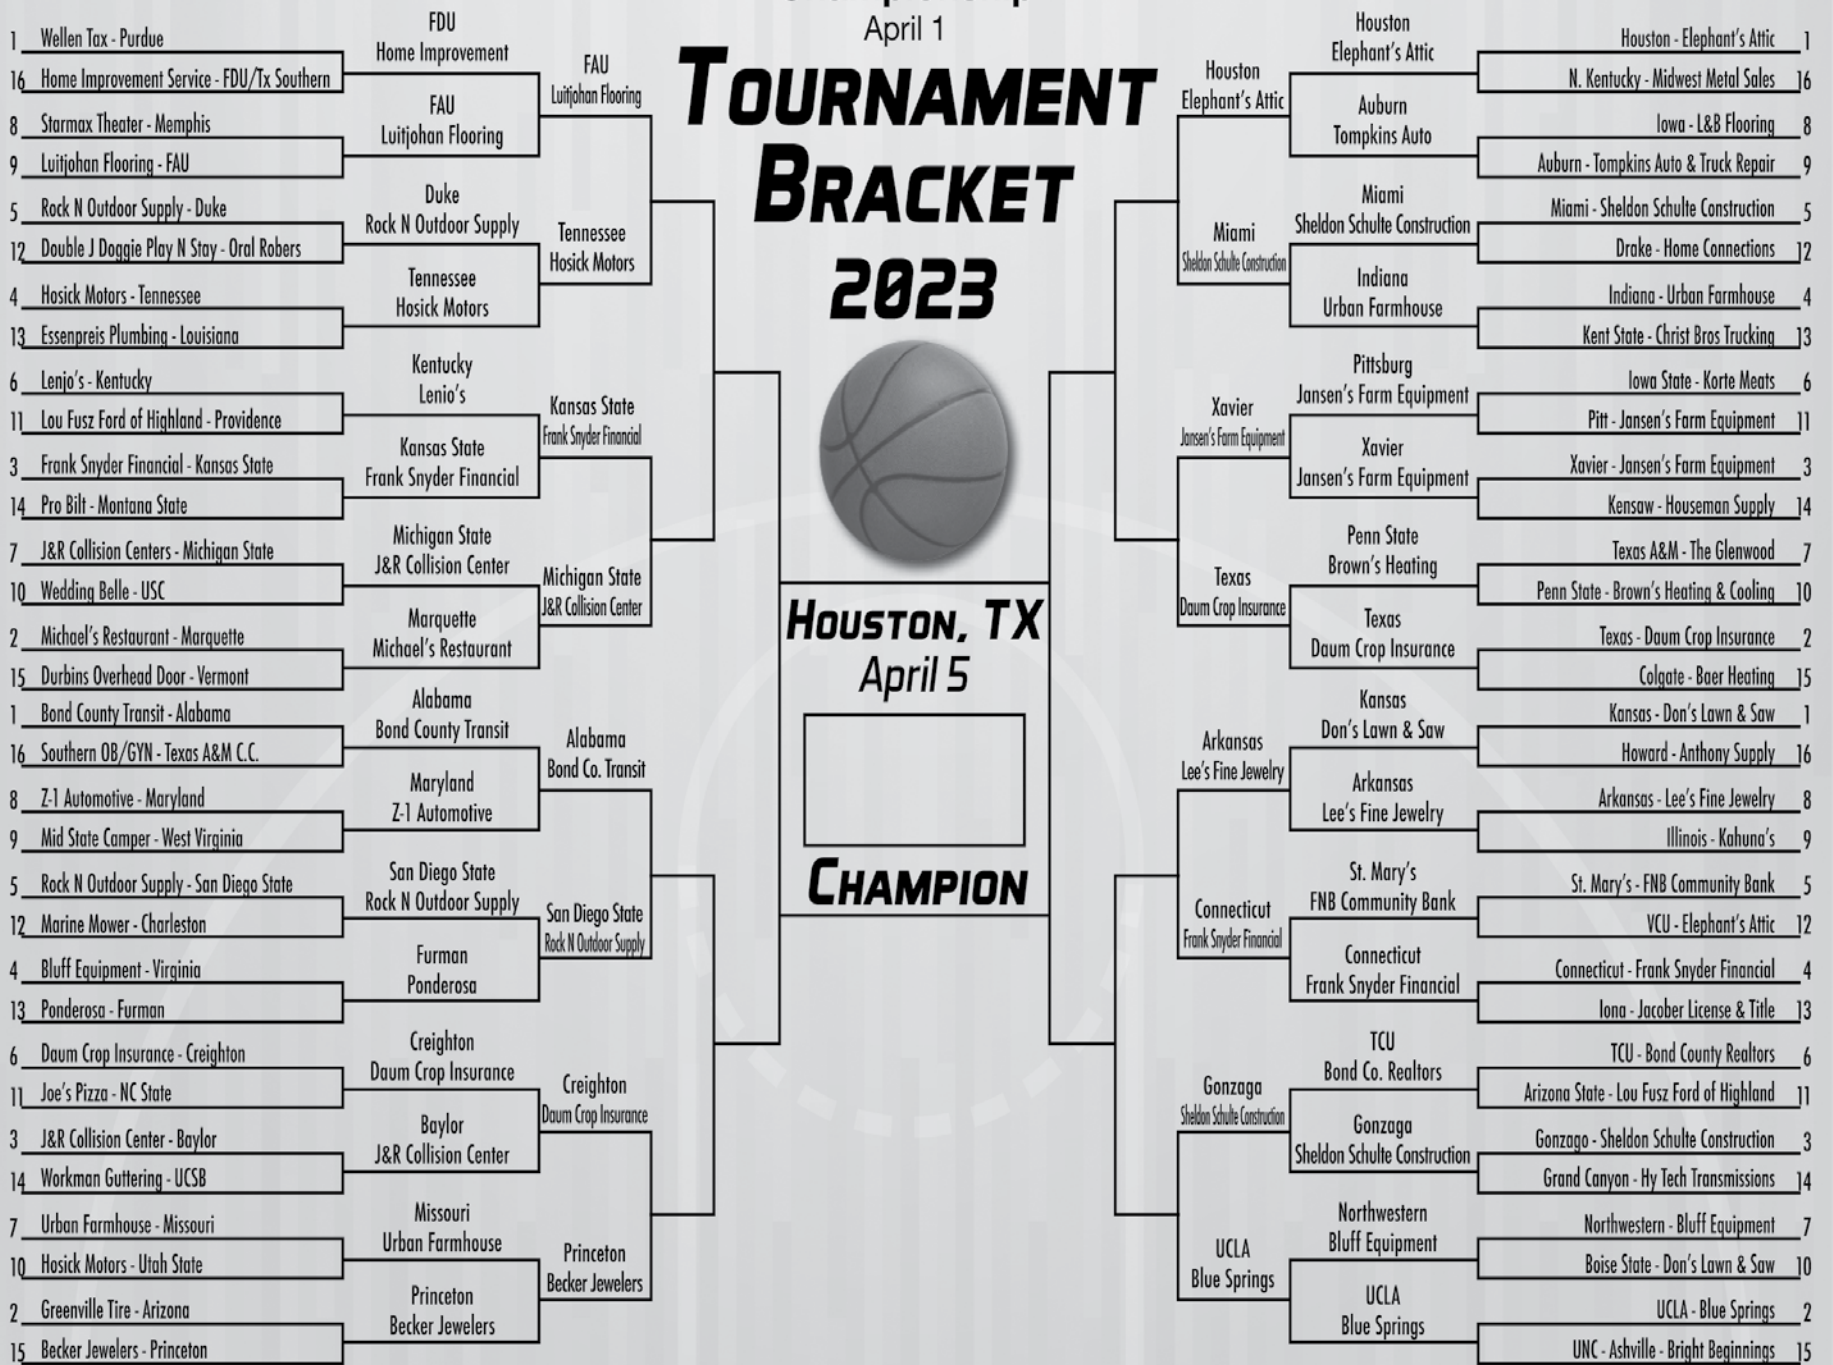 April 1
TOURNAMENT
BRACKET
2023
HOUSTON, TX
April 5
CHAMPION
1 Wellen Tax - Purdue
16 Home Improvement Service - FDU/Tx Southern
8 Starmax Theater - Memphis
9 Luitjohan Flooring - FAU
5 Rock N Outdoor Supply - Duke
12 Double J Doggie Play N Stay - Oral Robers
4 Hosick Motors - Tennessee
13 Essenpreis Plumbing - Louisiana
6 Lenjo's - Kentucky
11 Lou Fusz Ford of Highland - Providence
3 Frank Snyder Financial - Kansas State
14 Pro Bilt - Montana State
7 J&R Collision Centers - Michigan State
10 Wedding Belle - USC
2 Michael's Restaurant - Marquette
15 Durbins Overhead Door - Vermont
1 Bond County Transit - Alabama
16 Southern OB/GYN - Texas A&M C.C.
8 Z-1 Automotive - Maryland
9 Mid State Camper - West Virginia
5 Rock N Outdoor Supply - San Diego State
12 Marine Mower - Charleston
4 Bluff Equipment - Virginia
13 Ponderosa - Furman
6 Daum Crop Insurance - Creighton
11 Joe's Pizza - NC State
3 J&R Collision Center - Baylor
14 Workman Guttering - UCSB
7 Urban Farmhouse - Missouri
10 Hosick Motors - Utah State
2 Greenville Tire - Arizona
15 Becker Jewelers - Princeton
FDU
Home Improvement
FAU
Luitjohan Flooring
Duke
Rock N Outdoor Supply
Tennessee
Hosick Motors
Kentucky
Lenio's
Kansas State
Frank Snyder Financial
Michigan State
J&R Collision Center
Marquette
Michael's Restaurant
Alabama
Bond County Transit
Maryland
Z-1 Automotive
San Diego State
Rock N Outdoor Supply
Furman
Ponderosa
Creighton
Daum Crop Insurance
Baylor
J&R Collision Center
Missouri
Urban Farmhouse
Princeton
Becker Jewelers
FAU
Luitjohan Flooring
Tennessee
Hosick Motors
Kansas State
Frank Snyder Financial
Michigan State
J&R Collision Center
Alabama
Bond Co. Transit
San Diego State
Rock N Outdoor Supply
Creighton
Daum Crop Insurance
Princeton
Becker Jewelers
Houston
Elephant's Attic
Miami
Sheldon Schulte Construction
Xavier
Jansen's Farm Equipment
Texas
Daum Crop Insurance
Arkansas
Lee's Fine Jewelry
Connecticut
Frank Snyder Financial
Gonzaga
Sheldon Schulte Construction
UCLA
Blue Springs
Houston
Elephant's Attic
Auburn
Tompkins Auto
Miami
Sheldon Schulte Construction
Indiana
Urban Farmhouse
Pittsburg
Jansen's Farm Equipment
Xavier
Jansen's Farm Equipment
Penn State
Brown's Heating
Texas
Daum Crop Insurance
Kansas
Don's Lawn & Saw
Arkansas
Lee's Fine Jewelry
St. Mary's
FNB Community Bank
Connecticut
Frank Snyder Financial
TCU
Bond Co. Realtors
Gonzaga
Sheldon Schulte Construction
Northwestern
Bluff Equipment
UCLA
Blue Springs
Houston - Elephant's Attic 1
N. Kentucky - Midwest Metal Sales 16
Iowa - L&B Flooring 8
Auburn - Tompkins Auto & Truck Repair 9
Miami - Sheldon Schulte Construction 5
Drake - Home Connections 12
Indiana - Urban Farmhouse 4
Kent State - Christ Bros Trucking 13
Iowa State - Korte Meats 6
Pitt - Jansen's Farm Equipment 11
Xavier - Jansen's Farm Equipment 3
Kensaw - Houseman Supply 14
Texas A&M - The Glenwood 7
Penn State - Brown's Heating & Cooling 10
Texas - Daum Crop Insurance 2
Colgate - Baer Heating 15
Kansas - Don's Lawn & Saw 1
Howard - Anthony Supply 16
Arkansas - Lee's Fine Jewelry 8
Illinois - Kahuna's 9
St. Mary's - FNB Community Bank 5
VCU - Elephant's Attic 12
Connecticut - Frank Snyder Financial 4
Iona - Jacober License & Title 13
TCU - Bond County Realtors 6
Arizona State - Lou Fusz Ford of Highland 11
Gonzago - Sheldon Schulte Construction 3
Grand Canyon - Hy Tech Transmissions 14
Northwestern - Bluff Equipment 7
Boise State - Don's Lawn & Saw 10
UCLA - Blue Springs 2
UNC - Ashville - Bright Beginnings 15